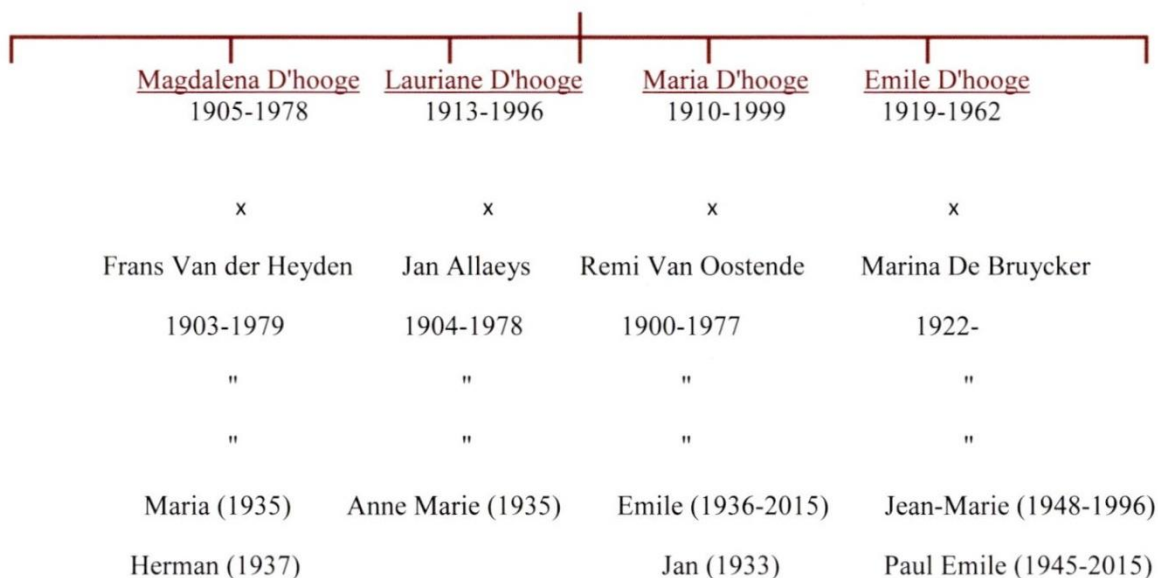 Magdalena D'hooge Lauriane D'hooge Maria D'hooge Emile D'hooge
1905-1978 1913-1996 1910-1999 1919-1962
x x x x
Frans Van der Heyden Jan Allaeys Remi Van Oostende Marina De Bruycker
1903-1979 1904-1978 1900-1977 1922-
" " " "
" " " "
Maria (1935) Anne Marie (1935) Emile (1936-2015) Jean-Marie (1948-1996)
Herman (1937) Jan (1933) Paul Emile (1945-2015)